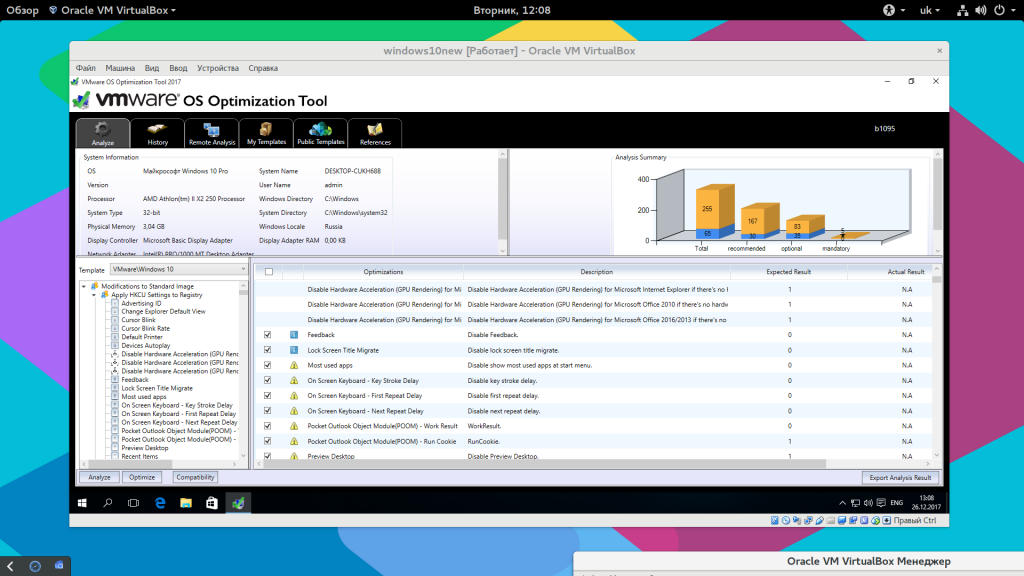 Обзор Oracle VM VirtualBox Вторник, 12:08 uk
windows10new [Работает] - Oracle VM VirtualBox
Файл Машина Вид Ввод Устройства Справка
VMware OS Optimization Tool 2017
vmware OS Optimization Tool
Analyze History Remote Analysis My Templates Public Templates References b1095
System Information
OS Майкрософт Windows 10 Pro System Name DESKTOP-CUKH688
Version User Name admin
Processor AMD Athlon(tm) II X2 250 Processor Windows Directory C:\Windows
System Type 32-bit System Directory C:\Windows\system32
Physical Memory 3,04 GB Windows Locale Russia
Display Controller Microsoft Basic Display Adapter Display Adapter RAM 0,00 KB
Network Adapter Intel(R) PRO/1000 MT Desktop Adapter
Analysis Summary
400
200
0
255
65
167
30
83
35
Total recommended optional mandatory
Template VMware\Windows 10
Modifications to Standard Image
Apply HKCU Settings to Registry
Advertising ID
Change Explorer Default View
Cursor Blink
Cursor Blink Rate
Default Printer
Devices Autoplay
Disable Hardware Acceleration (GPU Renc
Disable Hardware Acceleration (GPU Renc
Disable Hardware Acceleration (GPU Renc
Feedback
Lock Screen Title Migrate
Most used apps
On Screen Keyboard - Key Stroke Delay
On Screen Keyboard - First Repeat Delay
On Screen Keyboard - Next Repeat Delay
Pocket Outlook Object Module(POOM) -
Pocket Outlook Object Module(POOM) -
Preview Desktop
Recent Items
Optimizations Description Expected Result Actual Result
Disable Hardware Acceleration (GPU Rendering) for Mi Disable Hardware Acceleration (GPU Rendering) for Microsoft Internet Explorer if there's no h 1 N.A
Disable Hardware Acceleration (GPU Rendering) for Mi Disable Hardware Acceleration (GPU Rendering) for Microsoft Office 2010 if there's no hardw 1 N.A
Disable Hardware Acceleration (GPU Rendering) for Mi Disable Hardware Acceleration (GPU Rendering) for Microsoft Office 2016/2013 if there's no 1 N.A
Feedback Disable Feedback. 0 N.A
Lock Screen Title Migrate Disable lock screen title migrate. 0 N.A
Most used apps Disable show most used apps at start menu. 0 N.A
On Screen Keyboard - Key Stroke Delay Disable key stroke delay. 0 N.A
On Screen Keyboard - First Repeat Delay Disable first repeat delay. 0 N.A
On Screen Keyboard - Next Repeat Delay Disable next repeat delay. 0 N.A
Pocket Outlook Object Module(POOM) - Work Result WorkResult. 0 N.A
Pocket Outlook Object Module(POOM) - Run Cookie RunCookie. 1 N.A
Preview Desktop Disable Preview Desktop. 0 N.A
Analyze Optimize Compatibility Export Analysis Result
ENG 13:08
26.12.2017
Правый Ctrl
Oracle VM VirtualBox Менеджер